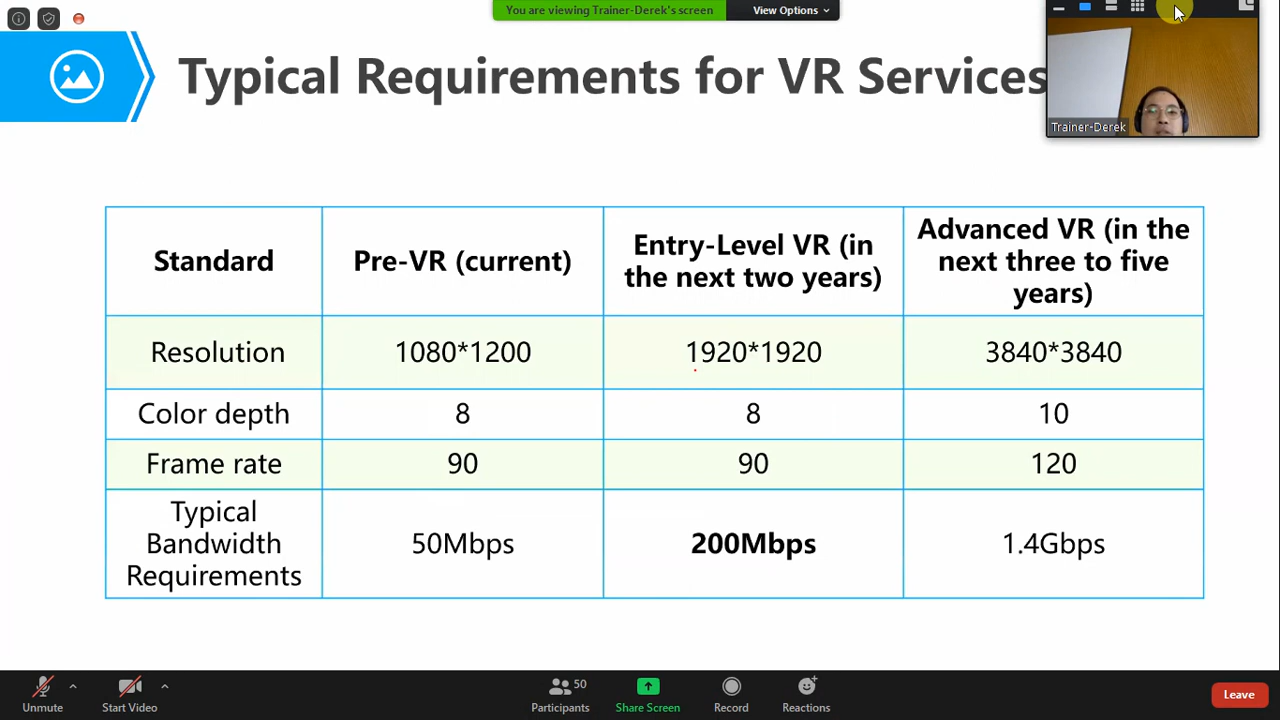 You are viewing Trainer-Derek's screen
View Options
Typical Requirements for VR Services
Trainer-Derek
Standard
Pre-VR (current)
Entry-Level VR (in
the next two years)
Advanced VR (in the
next three to five
years)
Resolution
1080*1200
1920*1920
3840*3840
Color depth
8
8
10
Frame rate
90
90
120
Typical
Bandwidth
Requirements
50Mbps
200Mbps
1.4Gbps
Unmute
Start Video
50
Participants
Share Screen
Record
Reactions
Leave